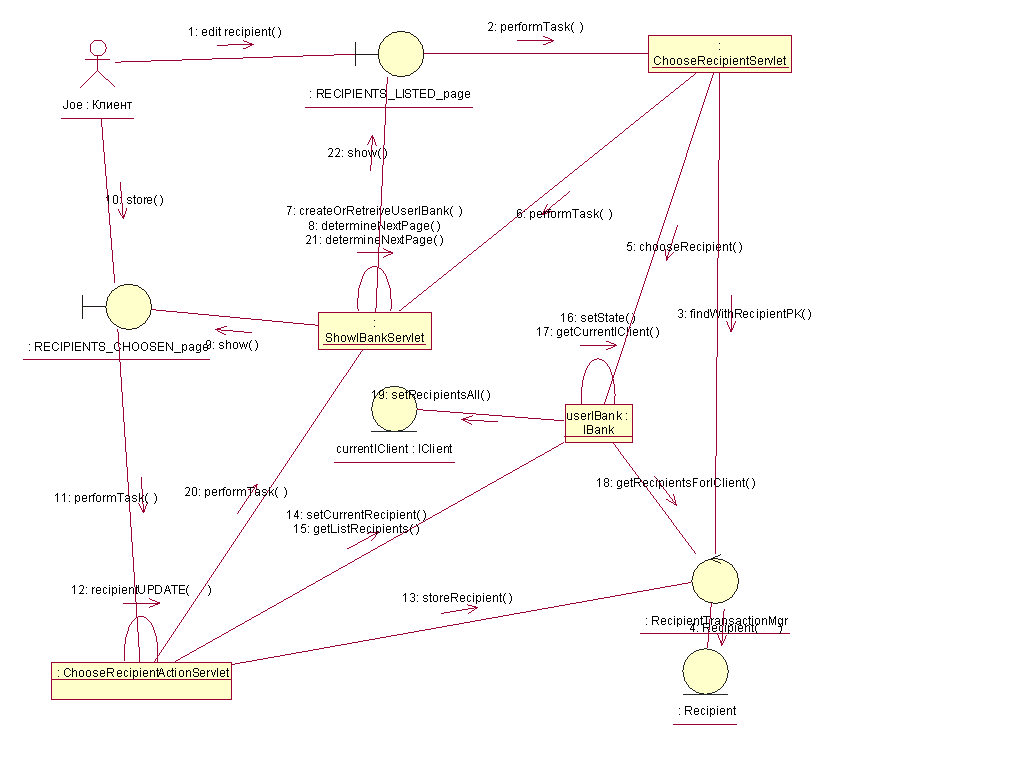 1: edit recipient( )
2: performTask( )
:
ChooseRecipientServlet
: RECIPIENTS_LISTED_page
Joe : Клиент
22: show( )
10: store( )
7: createOrRetreiveUserIBank( )
8: determineNextPage( )
21: determineNextPage( )
6: performTask( )
5: chooseRecipient( )
3: findWithRecipientPK( )
16: setState( )
17: getCurrentIClient( )
:
ShowIBankServlet
: RECIPIENTS_CHOOSEN_page
9: show( )
19: setRecipientsAll( )
userIBank :
IBank
currentIClient : IClient
18: getRecipientsForIClient( )
11: performTask( )
20: performTask( )
14: setCurrentRecipient( )
15: getListRecipients( )
12: recipientUPDATE( )
13: storeRecipient( )
: RecipientTransactionMgr
4: Recipient( )
: ChooseRecipientActionServlet
: Recipient